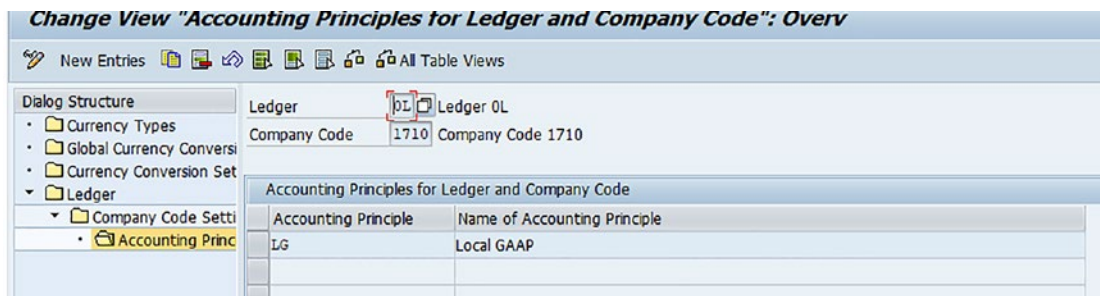 Change View "Accounting Principles for Ledger and Company Code": Overv
New Entries All Table Views
Dialog Structure
Currency Types
Global Currency Conversi
Currency Conversion Set
Ledger
Company Code Setti
Accounting Princ
Ledger 0L Ledger 0L
Company Code 1710 Company Code 1710
Accounting Principles for Ledger and Company Code
Accounting Principle Name of Accounting Principle
LG Local GAAP